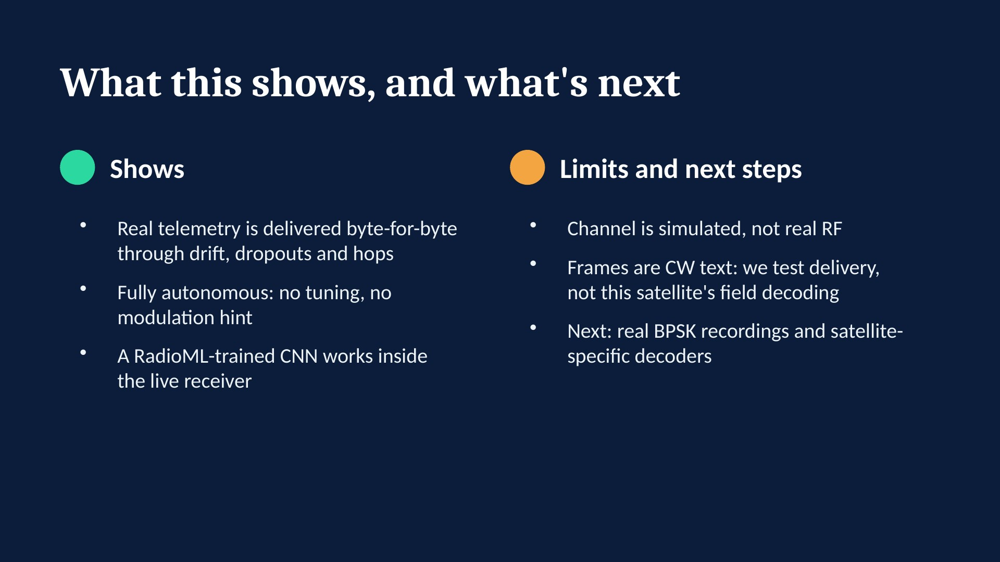 What this shows, and what's next
Shows
• Real telemetry is delivered byte-for-byte
through drift, dropouts and hops
• Fully autonomous: no tuning, no
modulation hint
• A RadioML-trained CNN works inside
the live receiver
Limits and next steps
• Channel is simulated, not real RF
• Frames are CW text: we test delivery,
not this satellite's field decoding
• Next: real BPSK recordings and satellite-
specific decoders